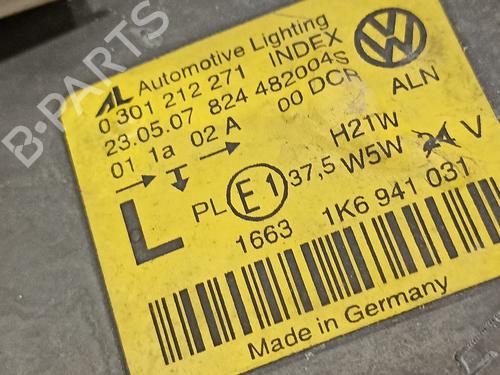 AL Automotive Lighting
0 301 212 271 INDEX
23.05.07 824 482004S
01 1a 02 A 00 DCR ALN
H21W
L PL E1 37,5 W5W 24 V
1663 1K6 941 031
Made in Germany
B-PARTS